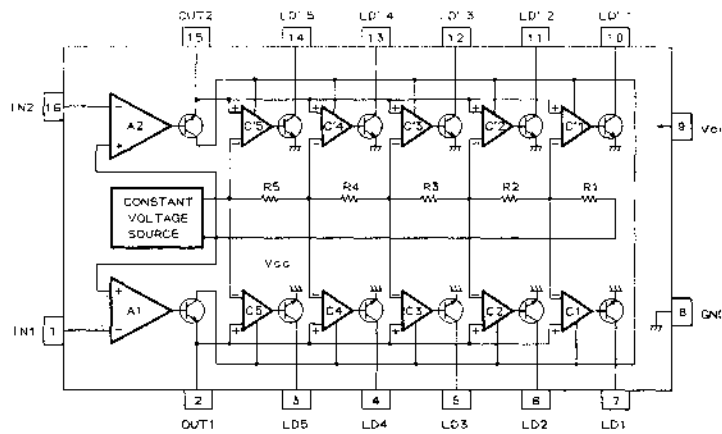 OUT2 LD'5 LD'4 LD'3 LD'2 LD'1
15 14 13 12 11 10
IN2 16
A2 C'5 C'4 C'3 C'2 C'1
9
R5 R4 R3 R2 R1
CONSTANT
VOLTAGE
SOURCE
Vcc
A1 C5 C4 C3 C2 C1
8 GND
IN1 1
2 3 4 5 6 7
OUT1 LD5 LD4 LD3 LD2 LD1